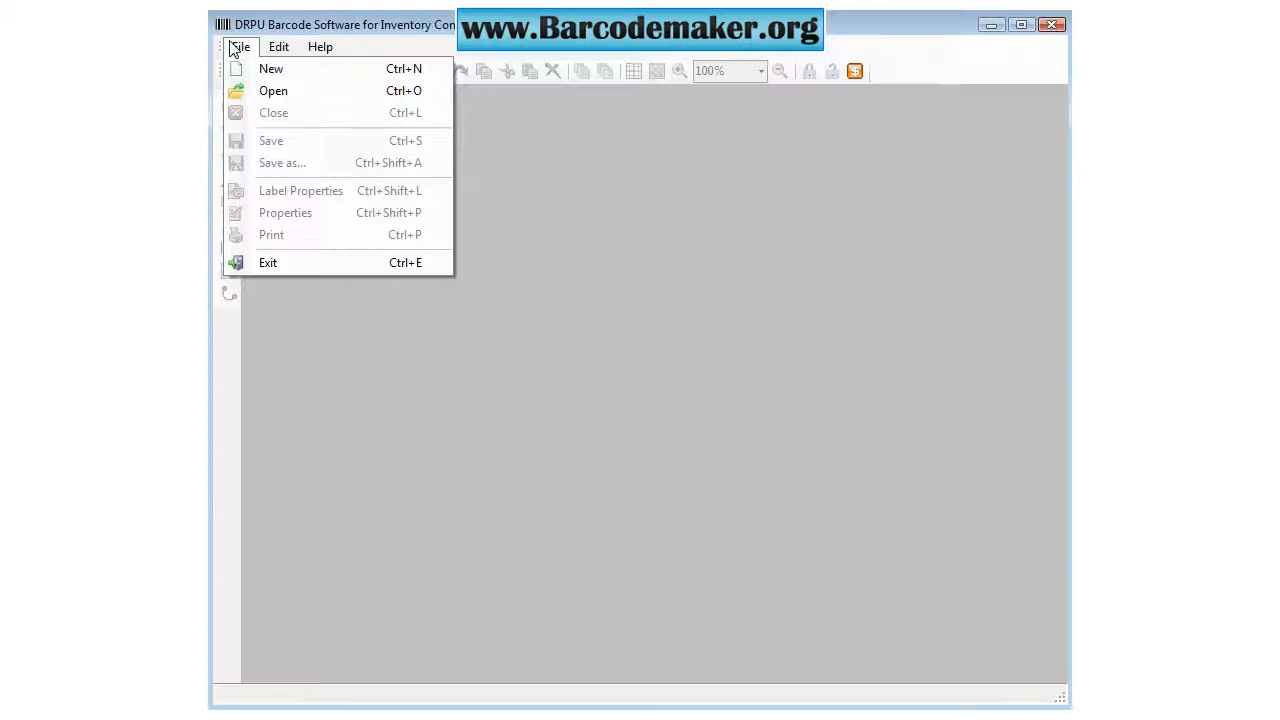 DRPU Barcode Software for Inventory Con
www.Barcodemaker.org
File Edit Help
100%
New Ctrl+N
Open Ctrl+O
Close Ctrl+L
Save Ctrl+S
Save as... Ctrl+Shift+A
Label Properties Ctrl+Shift+L
Properties Ctrl+Shift+P
Print Ctrl+P
Exit Ctrl+E